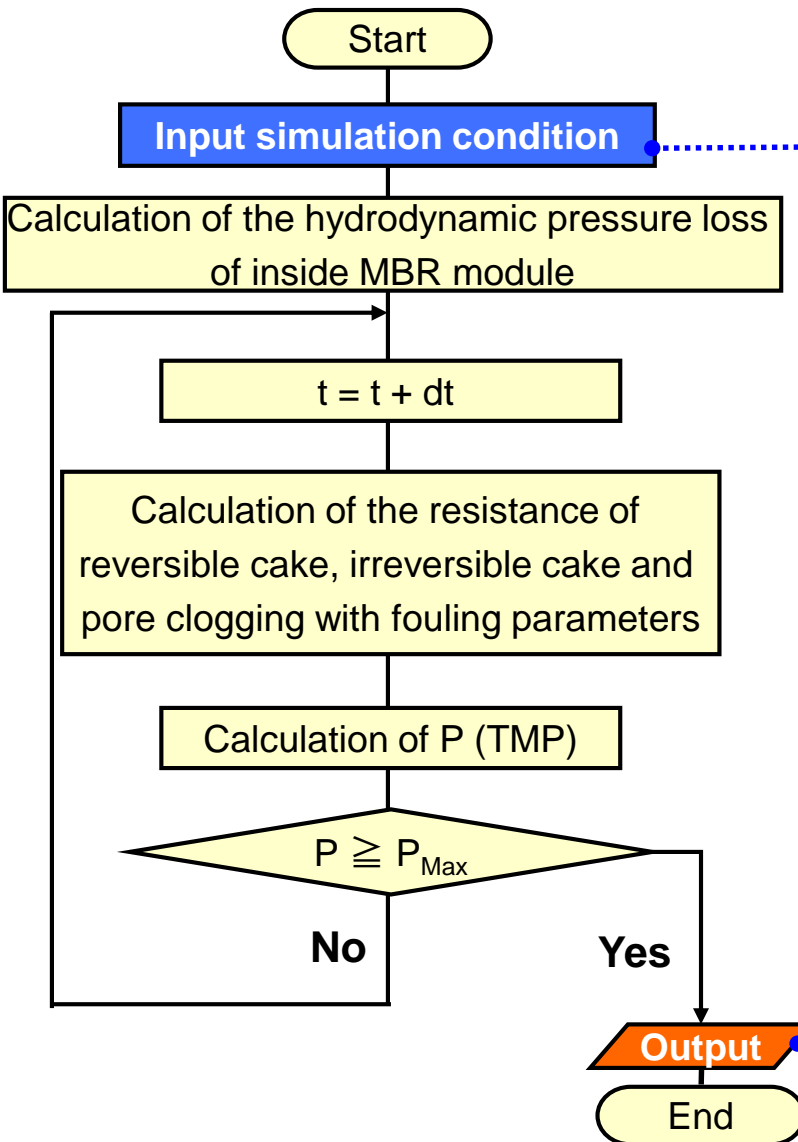 Start
Input simulation condition
Calculation of the hydrodynamic pressure loss
of inside MBR module
t = t + dt
Calculation of the resistance of
reversible cake, irreversible cake and
pore clogging with fouling parameters
Calculation of P (TMP)
P ≧ PMax
No
Yes
Output
End